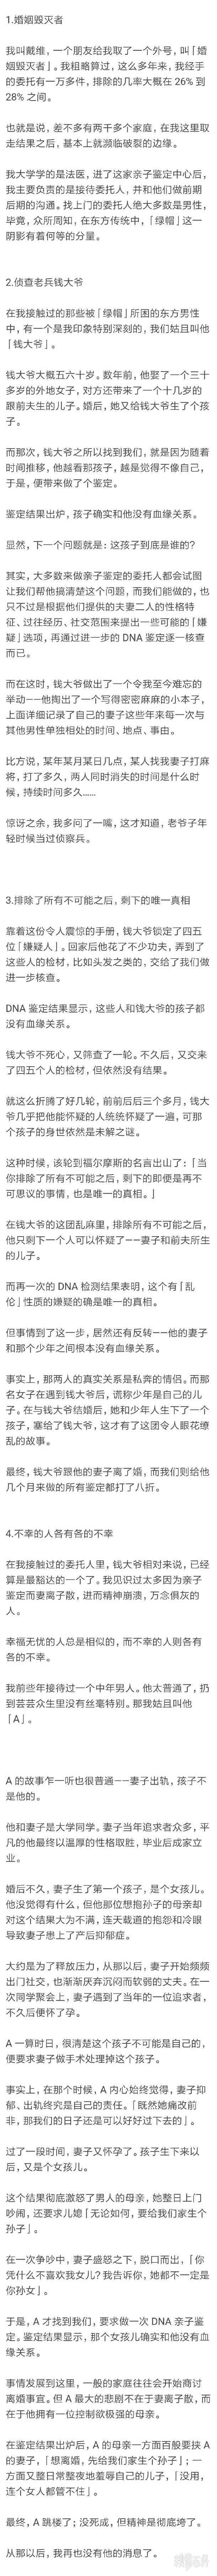 1.婚姻毁灭者
我叫戴维，一个朋友给我取了一个外号，叫「婚
姻毁灭者」。我粗略算过，这么多年来，我经手
的委托有一万多件，排除的几率大概在 26% 到
28% 之间。
也就是说，差不多有两千多个家庭，在我这里取
走结果之后，基本上就濒临破裂的边缘。
我大学学的是法医，进了这家亲子鉴定中心后，
我主要负责的是接待委托人，并和他们做前期
后期的沟通。找上门的委托人绝大多数是男性，
毕竟，众所周知，在东方传统中，「绿帽」这一
阴影有着何等的分量。
2.侦查老兵钱大爷
在我接触过的那些被「绿帽」所困的东方男性
中，有一个是我印象特别深刻的，我们姑且叫他
「钱大爷」。
钱大爷大概五六十岁。数年前，他娶了一个三十
多岁的外地女子，对方还带来了一个十几岁的
跟前夫生的儿子。婚后，她又给钱大爷生了个孩
子。
而那次，钱大爷之所以找到我们，就是因为随着
时间推移，他越看那孩子，越是觉得不像自己，
于是，便带来做了个鉴定。
鉴定结果出炉，孩子确实和他没有血缘关系。
显然，下一个问题就是：这孩子到底是谁的？
其实，大多数来做亲子鉴定的委托人都会试图
让我们帮他搞清楚这个问题，而我们能做的，也
只不过是根据他们提供的夫妻二人的性格特
征、过往经历、社交范围来提出一些可能的「嫌
疑」选项，再通过进一步的 DNA 鉴定逐一核查
而已。
而在这时，钱大爷做出了一个令我至今难忘的
举动——他掏出了一个写得密密麻麻的小本子，
上面详细记录了自己的妻子这些年来每一次与
其他男性单独相处的时间、地点、事由。
比方说，某年某月某日几点，某人找我妻子打麻
将，打了多久，两人同时消失的时间是什么时
候，持续时间多久……
惊讶之余，我多问了一嘴，这才知道，老爷子年
轻时候当过侦察兵。
3.排除了所有不可能之后，剩下的唯一真相
靠着这份令人震惊的手册，钱大爷锁定了四五
位「嫌疑人」。回家后他花了不少功夫，弄到了
这些人的检材，比如头发之类的，交给了我们做
进一步核查。
DNA 鉴定结果显示，这些人和钱大爷的孩子都
没有血缘关系。
钱大爷不死心，又筛查了一轮。不久后，又交来
了四五个人的检材，但依然没有结果。
就这么折腾了好几轮，前前后后三个多月，钱大
爷几乎把他能怀疑的人统统怀疑了一遍，可那
个孩子的身世依然是未解之谜。
这种时候，该轮到福尔摩斯的名言出山了：「当
你排除了所有不可能之后，剩下的即便是再不
可思议的事情，也是唯一的真相。」
在钱大爷的这团乱麻里，排除所有不可能之后，
他只剩下一个人可以怀疑了——妻子和前夫所生
的儿子。
而再一次的 DNA 检测结果表明，这个有「乱
伦」性质的嫌疑的确是唯一的真相。
但事情到了这一步，居然还有反转——他的妻子
和那个少年之间根本没有血缘关系。
事实上，那两人的真实关系是私奔的情侣。而那
名女子在遇到钱大爷后，谎称少年是自己的儿
子。在与钱大爷结婚后，她和少年人生下了一个
孩子，塞给了钱大爷，这才有了这团令人眼花缭
乱的故事。
最终，钱大爷跟他的妻子离了婚，而我们则给他
几个月来做的所有鉴定都打了八折。
4.不幸的人各有各的不幸
在我接触过的委托人里，钱大爷相对来说，已经
算是最豁达的一个了。我见识过太多因为亲子
鉴定而妻离子散，进而精神崩溃，万念俱灰的
人。
幸福无忧的人总是相似的，而不幸的人则各有
各的不幸。
我前些年接待过一个中年男人。他太普通了，扔
到芸芸众生里没有丝毫特别。那我姑且叫他
「A」。
A 的故事乍一听也很普通——妻子出轨，孩子不
是他的。
他和妻子是大学同学。妻子当年追求者众多，平
凡的他最终以温厚的性格取胜，毕业后成家立
业。
婚后不久，妻子生了第一个孩子，是个女孩儿。
他没觉得有什么，但他那位想抱孙子的母亲却
对这个结果大为不满，连天载道的抱怨和冷眼
导致妻子患上了产后抑郁症。
大约是为了释放压力，从那以后，妻子开始频频
出门社交，也渐渐厌弃沉闷而软弱的丈夫。在一
次同学聚会上，妻子遇到了当年的一位追求者，
不久后便怀了孕。
A 一算时日，很清楚这个孩子不可能是自己的，
便要求妻子做手术处理掉这个孩子。
事实上，在那个时候，A 内心始终觉得，妻子抑
郁、出轨终究是自己的责任。「既然她痛改前
非，那我们的日子还是可以好好过下去的」。
过了一段时间，妻子又怀孕了。孩子生下来以
后，又是个女孩儿。
这个结果彻底激怒了男人的母亲，她整日上门
吵闹，还要求儿媳「无论如何，要给我们家生个
孙子」。
在一次争吵中，妻子盛怒之下，脱口而出，「你
凭什么不喜欢我女儿？我告诉你，她都不一定是
你孙女」。
于是，A 才找到我们，要求做一次 DNA 亲子鉴
定。鉴定结果显示，那个女孩儿确实和他没有血
缘关系。
事情发展到这里，一般的家庭往往会开始商讨
离婚事宜。但 A 最大的悲剧不在于妻离子散，而
在于他拥有一位控制欲极强的母亲。
在鉴定结果出炉后，A 的母亲一方面百般要挟 A
的妻子，「想离婚，先给我们家生个孙子」；一
方面又整日整夜地羞辱自己的儿子，「没用，
连个女人都管不住」。
最终，A 跳楼了；没死成，但精神是彻底垮了。
从那以后，我再也没有他的消息了。